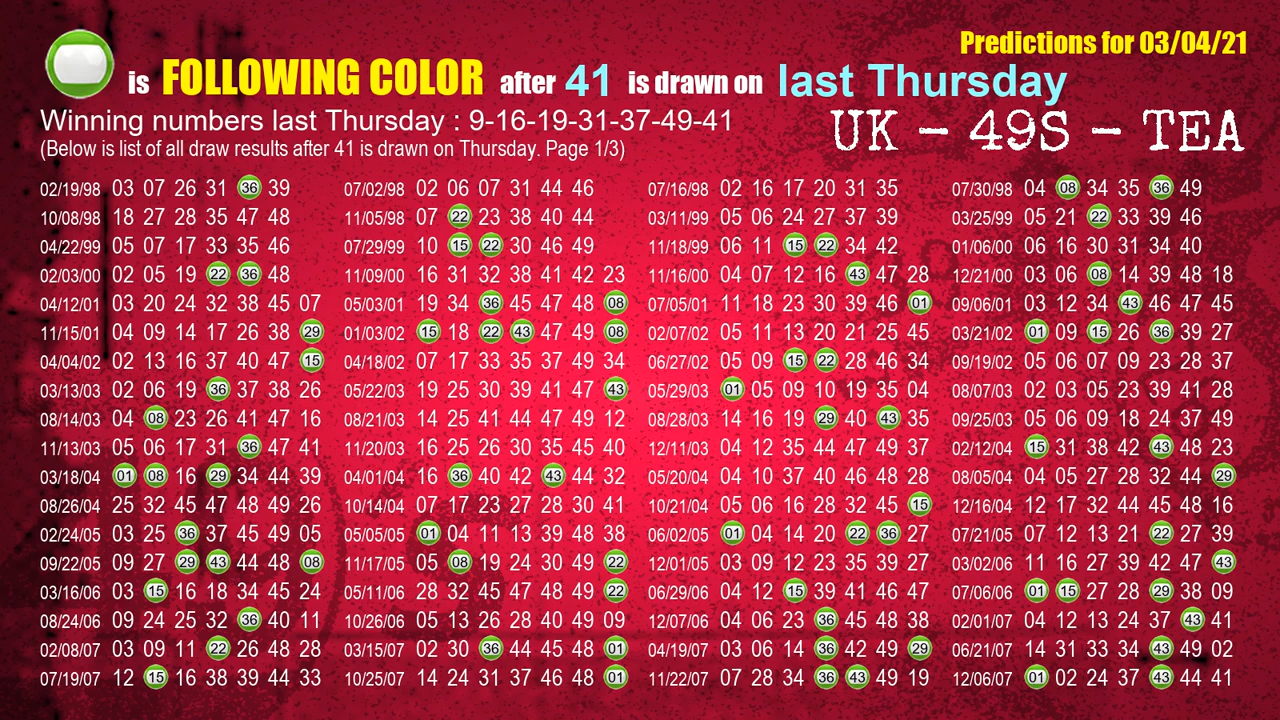 Predictions for 03/04/21
is FOLLOWING COLOR after 41 is drawn on last Thursday
Winning numbers last Thursday : 9-16-19-31-37-49-41
UK - 49S - TEA
(Below is list of all draw results after 41 is drawn on Thursday. Page 1/3)
02/19/98 03 07 26 31 36 39 07/02/98 02 06 07 31 44 46 07/16/98 02 16 17 20 31 35 07/30/98 04 08 34 35 36 49
10/08/98 18 27 28 35 47 48 11/05/98 07 22 23 38 40 44 03/11/99 05 06 24 27 37 39 03/25/99 05 21 22 33 39 46
04/22/99 05 07 17 33 35 46 07/29/99 10 15 22 30 46 49 11/18/99 06 11 15 22 34 42 01/06/00 06 16 30 31 34 40
02/03/00 02 05 19 22 36 48 11/09/00 16 31 32 38 41 42 23 11/16/00 04 07 12 16 43 47 28 12/21/00 03 06 08 14 39 48 18
04/12/01 03 20 24 32 38 45 07 05/03/01 19 34 36 45 47 48 08 07/05/01 11 18 23 30 39 46 01 09/06/01 03 12 34 43 46 47 45
11/15/01 04 09 14 17 26 38 29 01/03/02 15 18 22 43 47 49 08 02/07/02 05 11 13 20 21 25 45 03/21/02 01 09 15 26 36 39 27
04/04/02 02 13 16 37 40 47 15 04/18/02 07 17 33 35 37 49 34 06/27/02 05 09 15 22 28 46 34 09/19/02 05 06 07 09 23 28 37
03/13/03 02 06 19 36 37 38 26 05/22/03 19 25 30 39 41 47 43 05/29/03 01 05 09 10 19 35 04 08/07/03 02 03 05 23 39 41 28
08/14/03 04 08 23 26 41 47 16 08/21/03 14 25 41 44 47 49 12 08/28/03 14 16 19 29 40 43 35 09/25/03 05 06 09 18 24 37 49
11/13/03 05 06 17 31 36 47 41 11/20/03 16 25 26 30 35 45 40 12/11/03 04 12 35 44 47 49 37 02/12/04 15 31 38 42 43 48 23
03/18/04 01 08 16 29 34 44 39 04/01/04 16 36 40 42 43 44 32 05/20/04 04 10 37 40 46 48 28 08/05/04 04 05 27 28 32 44 29
08/26/04 25 32 45 47 48 49 26 10/14/04 07 17 23 27 28 30 41 10/21/04 05 06 16 28 32 45 15 12/16/04 12 17 32 44 45 48 16
02/24/05 03 25 36 37 45 49 05 05/05/05 01 04 11 13 39 48 38 06/02/05 01 04 14 20 22 36 27 07/21/05 07 12 13 21 22 27 39
09/22/05 09 27 29 43 44 48 08 11/17/05 05 08 19 24 30 49 22 12/01/05 03 09 12 23 35 39 27 03/02/06 11 16 27 39 42 47 43
03/16/06 03 15 16 18 34 45 24 05/11/06 28 32 45 47 48 49 22 06/29/06 04 12 15 39 41 46 47 07/06/06 01 15 27 28 29 38 09
08/24/06 09 24 25 32 36 40 11 10/26/06 05 13 26 28 40 49 09 12/07/06 04 06 23 36 45 48 38 02/01/07 04 12 13 24 37 43 41
02/08/07 03 09 11 22 26 48 28 03/15/07 02 30 36 44 45 48 01 04/19/07 03 06 14 36 42 49 29 06/21/07 14 31 33 34 43 49 02
07/19/07 12 15 16 38 39 44 33 10/25/07 14 24 31 37 46 48 01 11/22/07 07 28 34 36 43 49 19 12/06/07 01 02 24 37 43 44 41